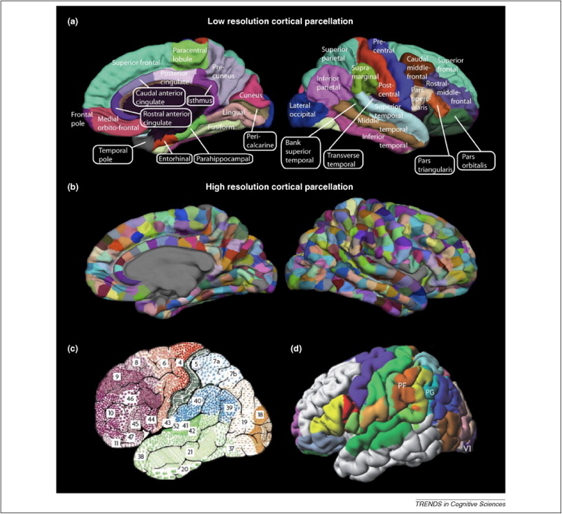 (a)
Low resolution cortical parcellation
Paracentral
lobule
Superior frontal
Posterior
cingulate
Pre-
cuneus
Caudal anterior
cingulate
Isthmus
Cuneus
Frontal
pole
Medial
orbito-frontal
Rostral anterior
cingulate
Lingual
Fusiform
Peri-
calcarine
Temporal
pole
Entorhinal
Parahippocampal
Superior parietal
Pre-
central
Caudal
middle-
frontal
Superior
frontal
Supra
marginal
Inferior
parietal
Post
central
Rostral
middle-
frontal
Pars
oper-
cularis
Lateral
occipital
Superior
temporal
Middle
temporal
Inferior
temporal
Bank
superior
temporal
Transverse
temporal
Pars
triangularis
Pars
orbitalis
(b)
High resolution cortical parcellation
(c)
8
6
4
5
7a
7b
9
46
10
45
44
43
40
39
52
41
42
19
18
11
47
38
21
20
37
(d)
PF
PG
V1
TRENDS in Cognitive Sciences